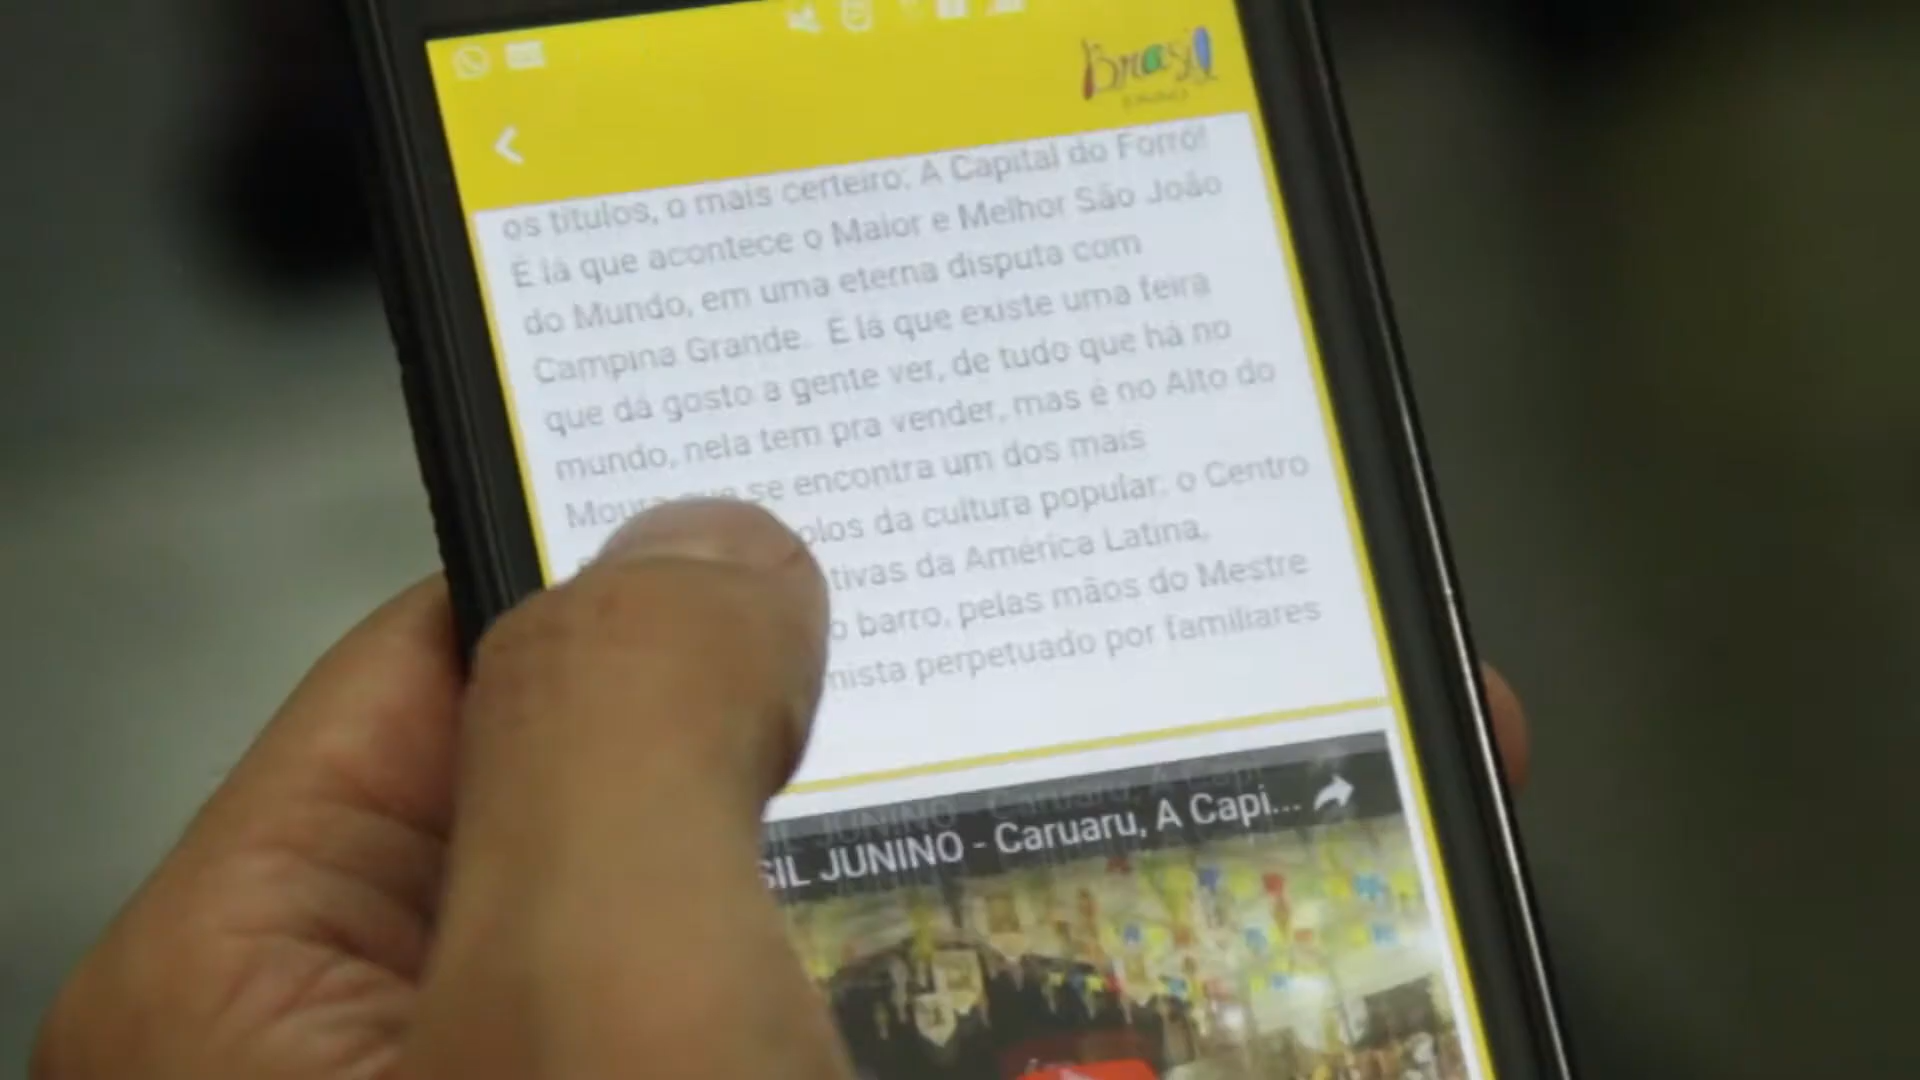 Brasil
os títulos, o mais certeiro: A Capital do Forró!
É lá que acontece o Maior e Melhor São João
do Mundo, em uma eterna disputa com
Campina Grande. É lá que existe uma feira
que dá gosto a gente ver, de tudo que há no
mundo, nela tem pra vender, mas é no Alto do
Moura que se encontra um dos mais
olos da cultura popular: o Centro
tivas da América Latina,
o barro, pelas mãos do Mestre
nista perpetuado por familiares
SIL JUNINO - Caruaru, A Capi...